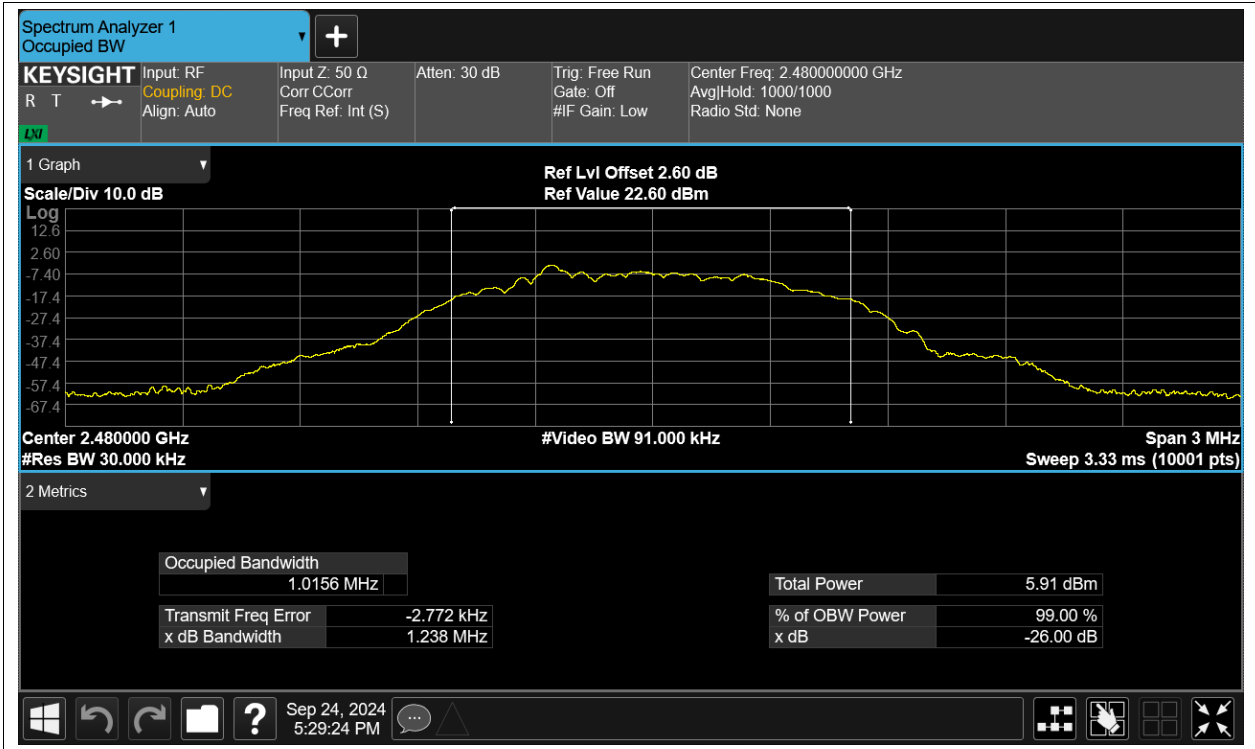 Spectrum Analyzer 1
Occupied BW
KEYSIGHT
R T
LXI
Input: RF
Coupling: DC
Align: Auto
Input Z: 50 Ω
Corr CCorr
Freq Ref: Int (S)
Atten: 30 dB
Trig: Free Run
Gate: Off
#IF Gain: Low
Center Freq: 2.480000000 GHz
Avg|Hold: 1000/1000
Radio Std: None
1 Graph
Scale/Div 10.0 dB
Ref Lvl Offset 2.60 dB
Ref Value 22.60 dBm
Log
12.6
2.60
-7.40
-17.4
-27.4
-37.4
-47.4
-57.4
-67.4
Center 2.480000 GHz
#Res BW 30.000 kHz
#Video BW 91.000 kHz
Span 3 MHz
Sweep 3.33 ms (10001 pts)
2 Metrics
Occupied Bandwidth
1.0156 MHz
Transmit Freq Error -2.772 kHz
x dB Bandwidth 1.238 MHz
Total Power 5.91 dBm
% of OBW Power 99.00 %
x dB -26.00 dB
?
Sep 24, 2024
5:29:24 PM